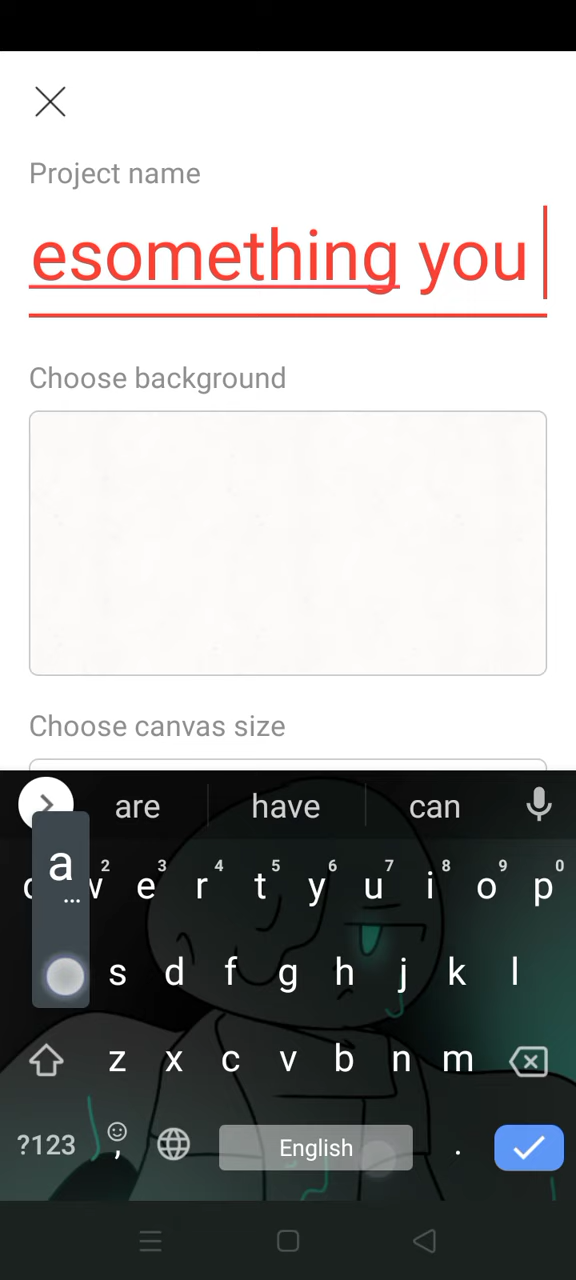 Project name
esomething you
Choose background
Choose canvas size
are have can
a
...
2 e 3 r 4 t 5 y 6 u 7 i 8 o 9 p 0
s d f g h j k l
z x c v b n m
?123 , English .